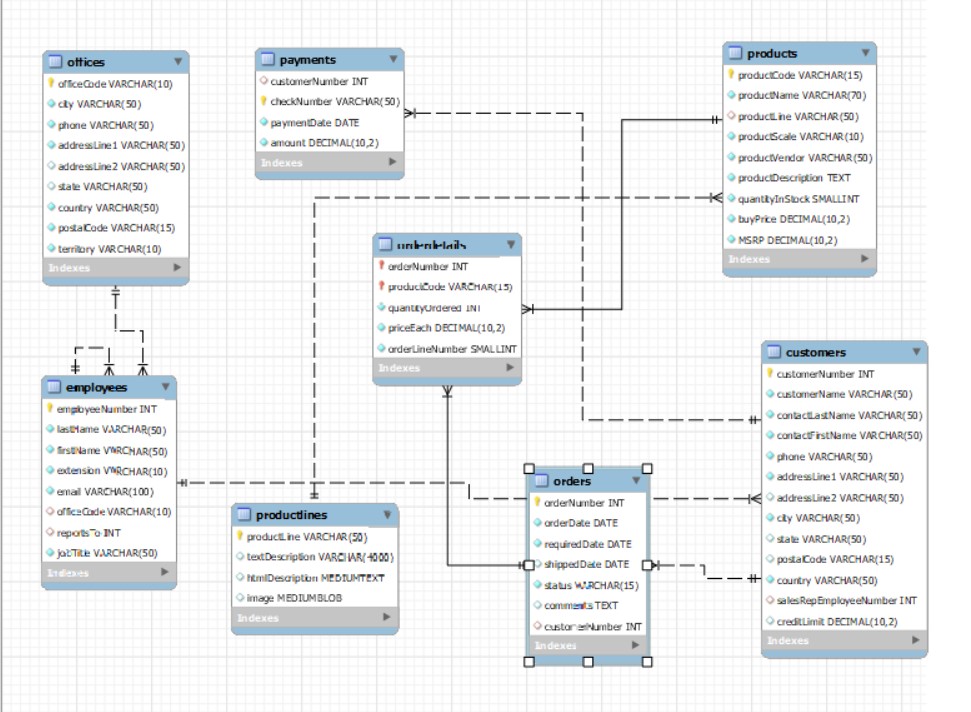 offices
officeCode VARCHAR(10)
city VARCHAR(50)
phone VARCHAR(50)
addressLine1 VARCHAR(50)
addressLine2 VARCHAR(50)
state VARCHAR(50)
country VARCHAR(50)
postalCode VARCHAR(15)
territory VARCHAR(10)
Indexes
payments
customerNumber INT
checkNumber VARCHAR(50)
paymentDate DATE
amount DECIMAL(10,2)
Indexes
products
productCode VARCHAR(15)
productName VARCHAR(70)
productLine VARCHAR(50)
productScale VARCHAR(10)
productVendor VARCHAR(50)
productDescription TEXT
quantityInStock SMALLINT
buyPrice DECIMAL(10,2)
MSRP DECIMAL(10,2)
Indexes
orderdetails
orderNumber INT
productCode VARCHAR(15)
quantityOrdered INT
priceEach DECIMAL(10,2)
orderLineNumber SMALLINT
Indexes
employees
employeeNumber INT
lastName VARCHAR(50)
firstName VARCHAR(50)
extension VARCHAR(10)
email VARCHAR(100)
officeCode VARCHAR(10)
reportsTo INT
jobTitle VARCHAR(50)
Indexes
productlines
productLine VARCHAR(50)
textDescription VARCHAR(4000)
htmlDescription MEDIUMTEXT
image MEDIUMBLOB
Indexes
orders
orderNumber INT
orderDate DATE
requiredDate DATE
shippedDate DATE
status VARCHAR(15)
comments TEXT
customerNumber INT
Indexes
customers
customerNumber INT
customerName VARCHAR(50)
contactLastName VARCHAR(50)
contactFirstName VARCHAR(50)
phone VARCHAR(50)
addressLine1 VARCHAR(50)
addressLine2 VARCHAR(50)
city VARCHAR(50)
state VARCHAR(50)
postalCode VARCHAR(15)
country VARCHAR(50)
salesRepEmployeeNumber INT
creditLimit DECIMAL(10,2)
Indexes